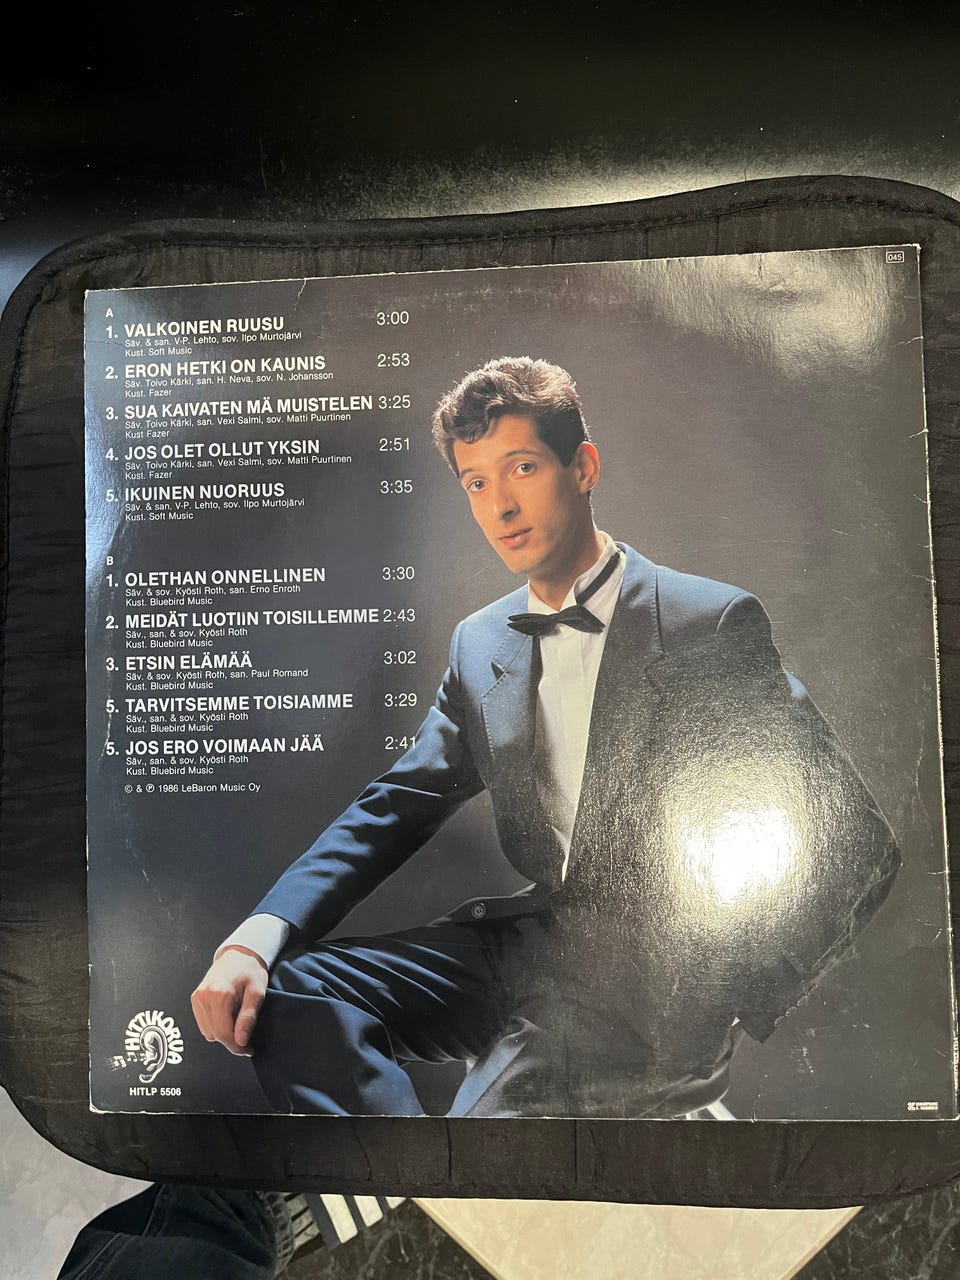 045
A
1. VALKOINEN RUUSU 3:00
Säv. & san. V-P. Lehto, sov. Ilpo Murtojärvi
Kust. Soft Music
2. ERON HETKI ON KAUNIS 2:53
Säv. Toivo Kärki, san. H. Neva, sov. N. Johansson
Kust. Fazer
3. SUA KAIVATEN MÄ MUISTELEN 3:25
Säv. Toivo Kärki, san. Vexi Salmi, sov. Matti Puurtinen
Kust Fazer
4. JOS OLET OLLUT YKSIN 2:51
Säv. Toivo Kärki, san. Vexi Salmi, sov. Matti Puurtinen
Kust. Fazer
5. IKUINEN NUORUUS 3:35
Säv. & san. V-P. Lehto, sov. Ilpo Murtojärvi
Kust. Soft Music
B
1. OLETHAN ONNELLINEN 3:30
Säv. & sov. Kyösti Roth, san. Erno Enroth
Kust. Bluebird Music
2. MEIDÄT LUOTIIN TOISILLEMME 2:43
Säv., san. & sov. Kyösti Roth
Kust. Bluebird Music
3. ETSIN ELÄMÄÄ 3:02
Säv. & sov. Kyösti Roth, san. Paul Romand
Kust. Bluebird Music
5. TARVITSEMME TOISIAMME 3:29
Säv., san. & sov. Kyösti Roth
Kust. Bluebird Music
5. JOS ERO VOIMAAN JÄÄ 2:41
Säv., san. & sov. Kyösti Roth
Kust. Bluebird Music
© & ℗ 1986 LeBaron Music Oy
HITTIKORVA
HITLP 5506